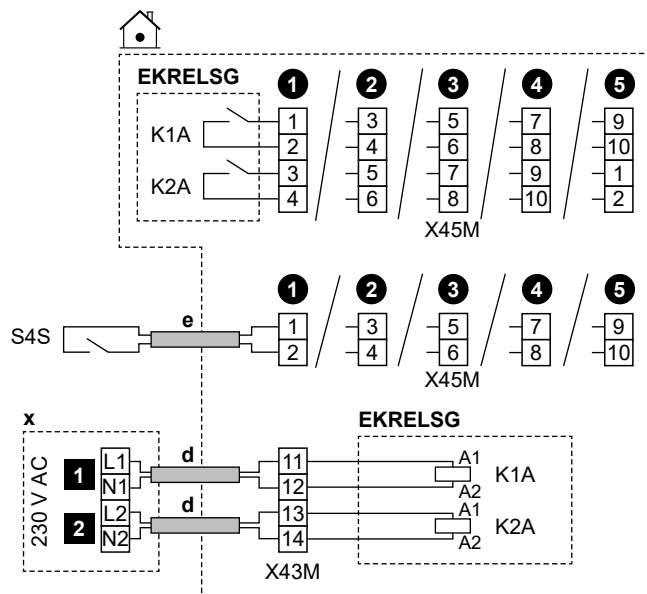 EKRELSG 1 2 3 4 5
K1A 1 3 5 7 9
2 4 6 8 10
K2A 3 5 7 9 1
4 6 8 10 2
X45M
1 2 3 4 5
S4S e 1 3 5 7 9
2 4 6 8 10
X45M
x EKRELSG
230 V AC
1 L1 d 11 A1 K1A
N1 12 A2
2 L2 d 13 A1 K2A
N2 14 A2
X43M